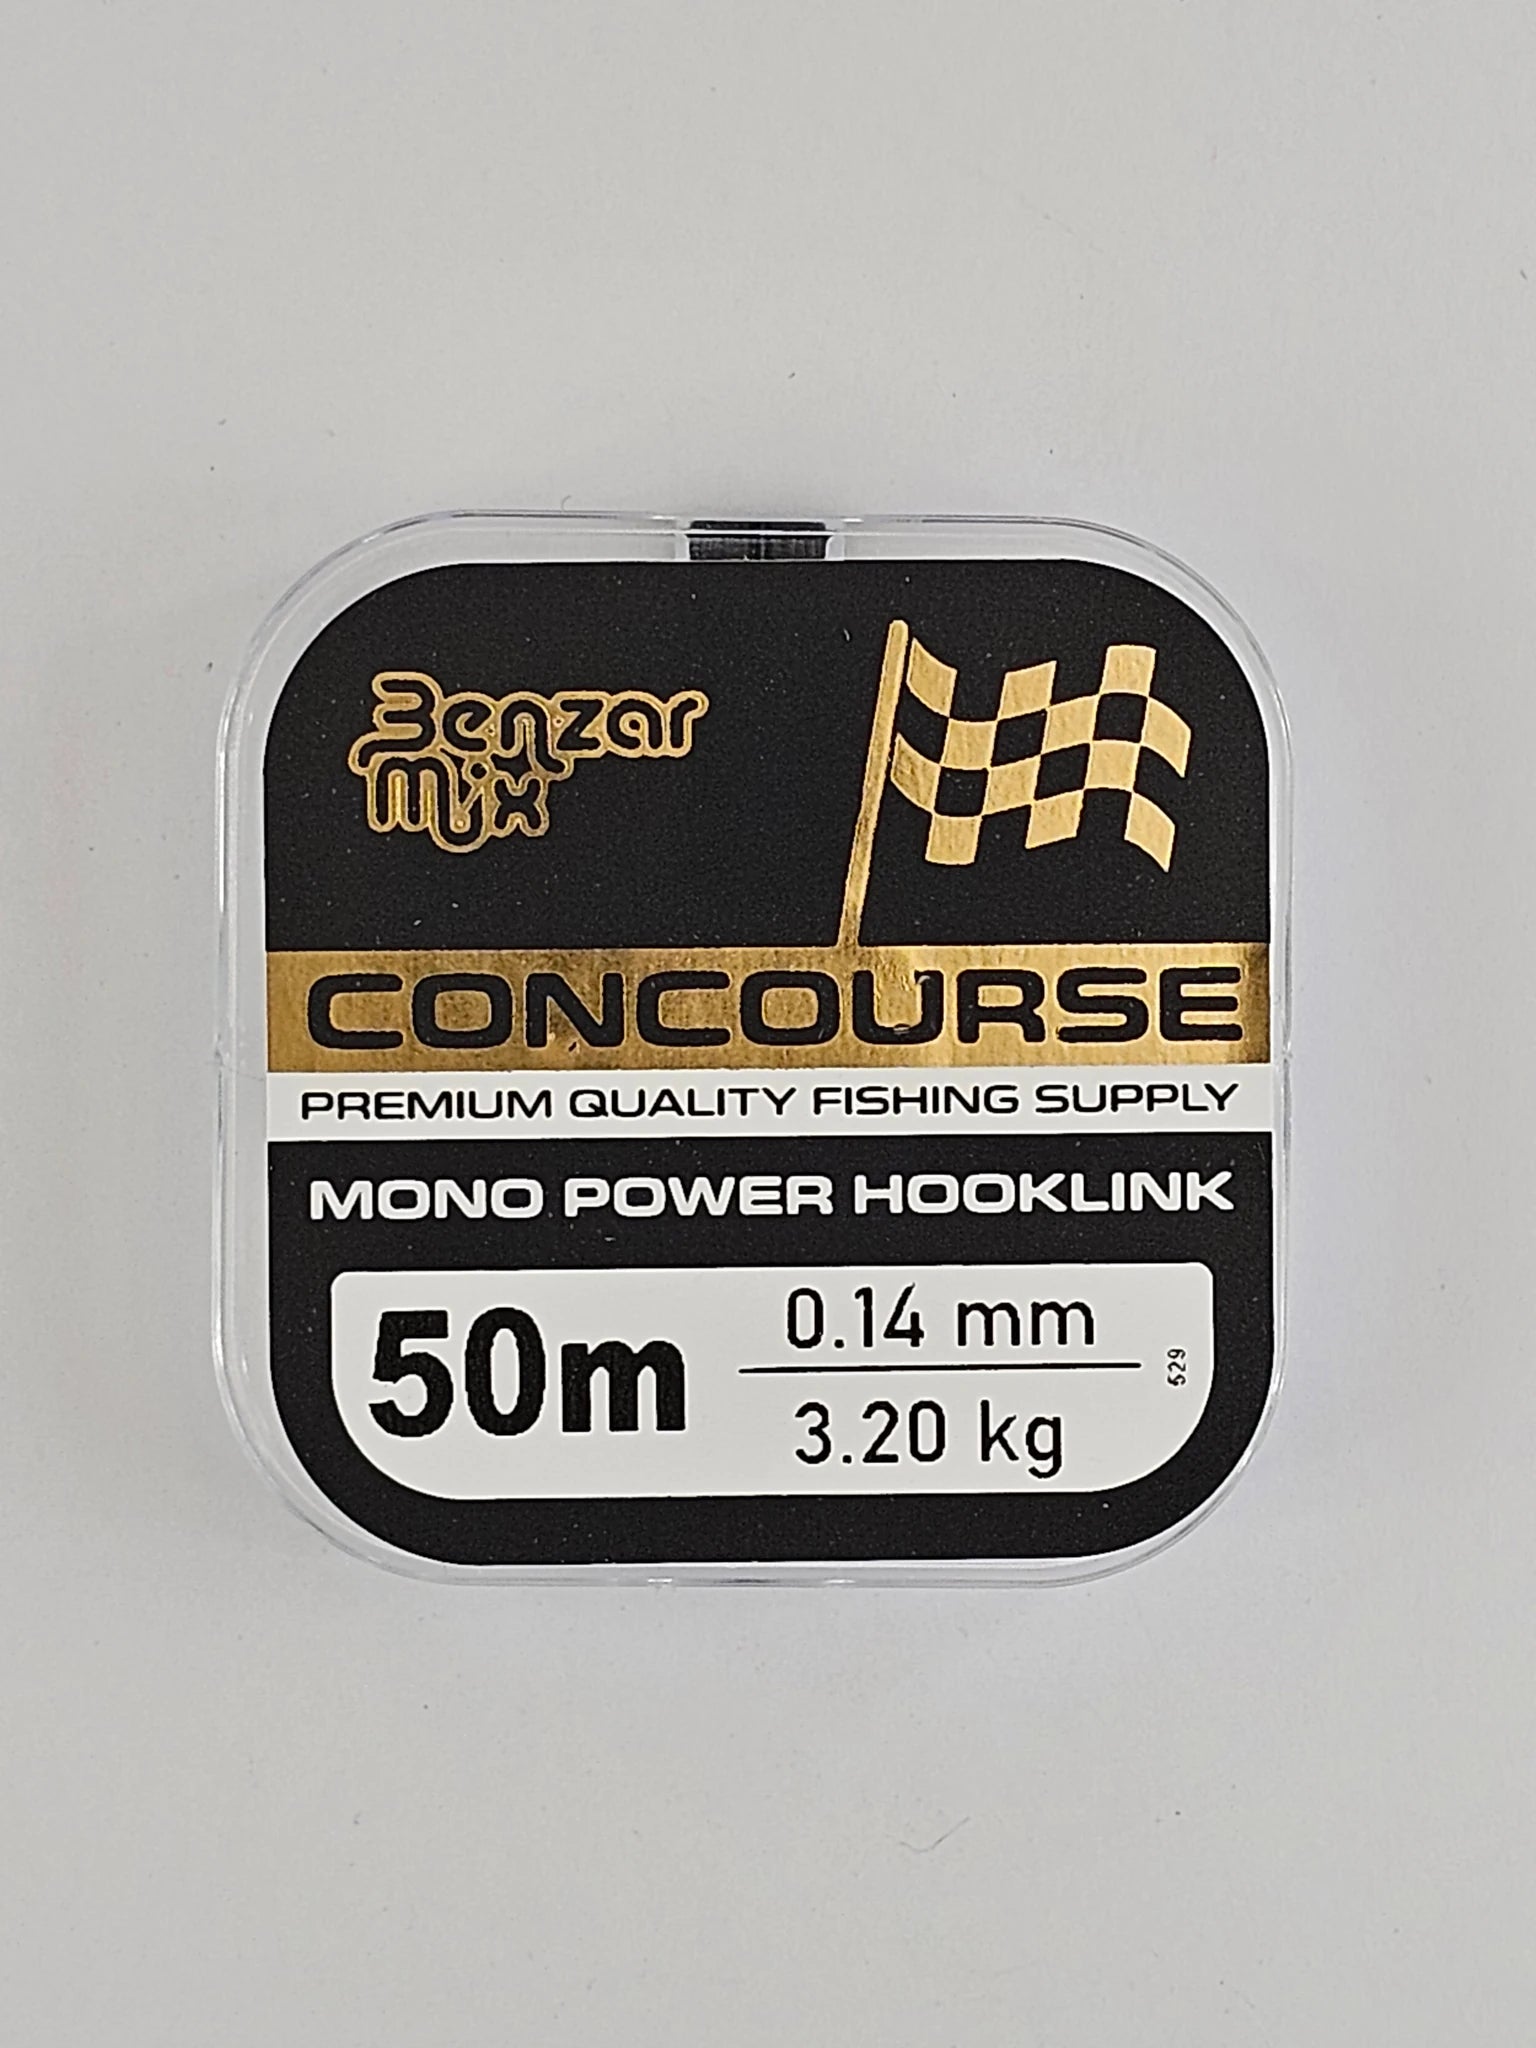 Benzar
Mix
CONCOURSE
PREMIUM QUALITY FISHING SUPPLY
MONO POWER HOOKLINK
50m
0.14 mm
3.20 kg
529